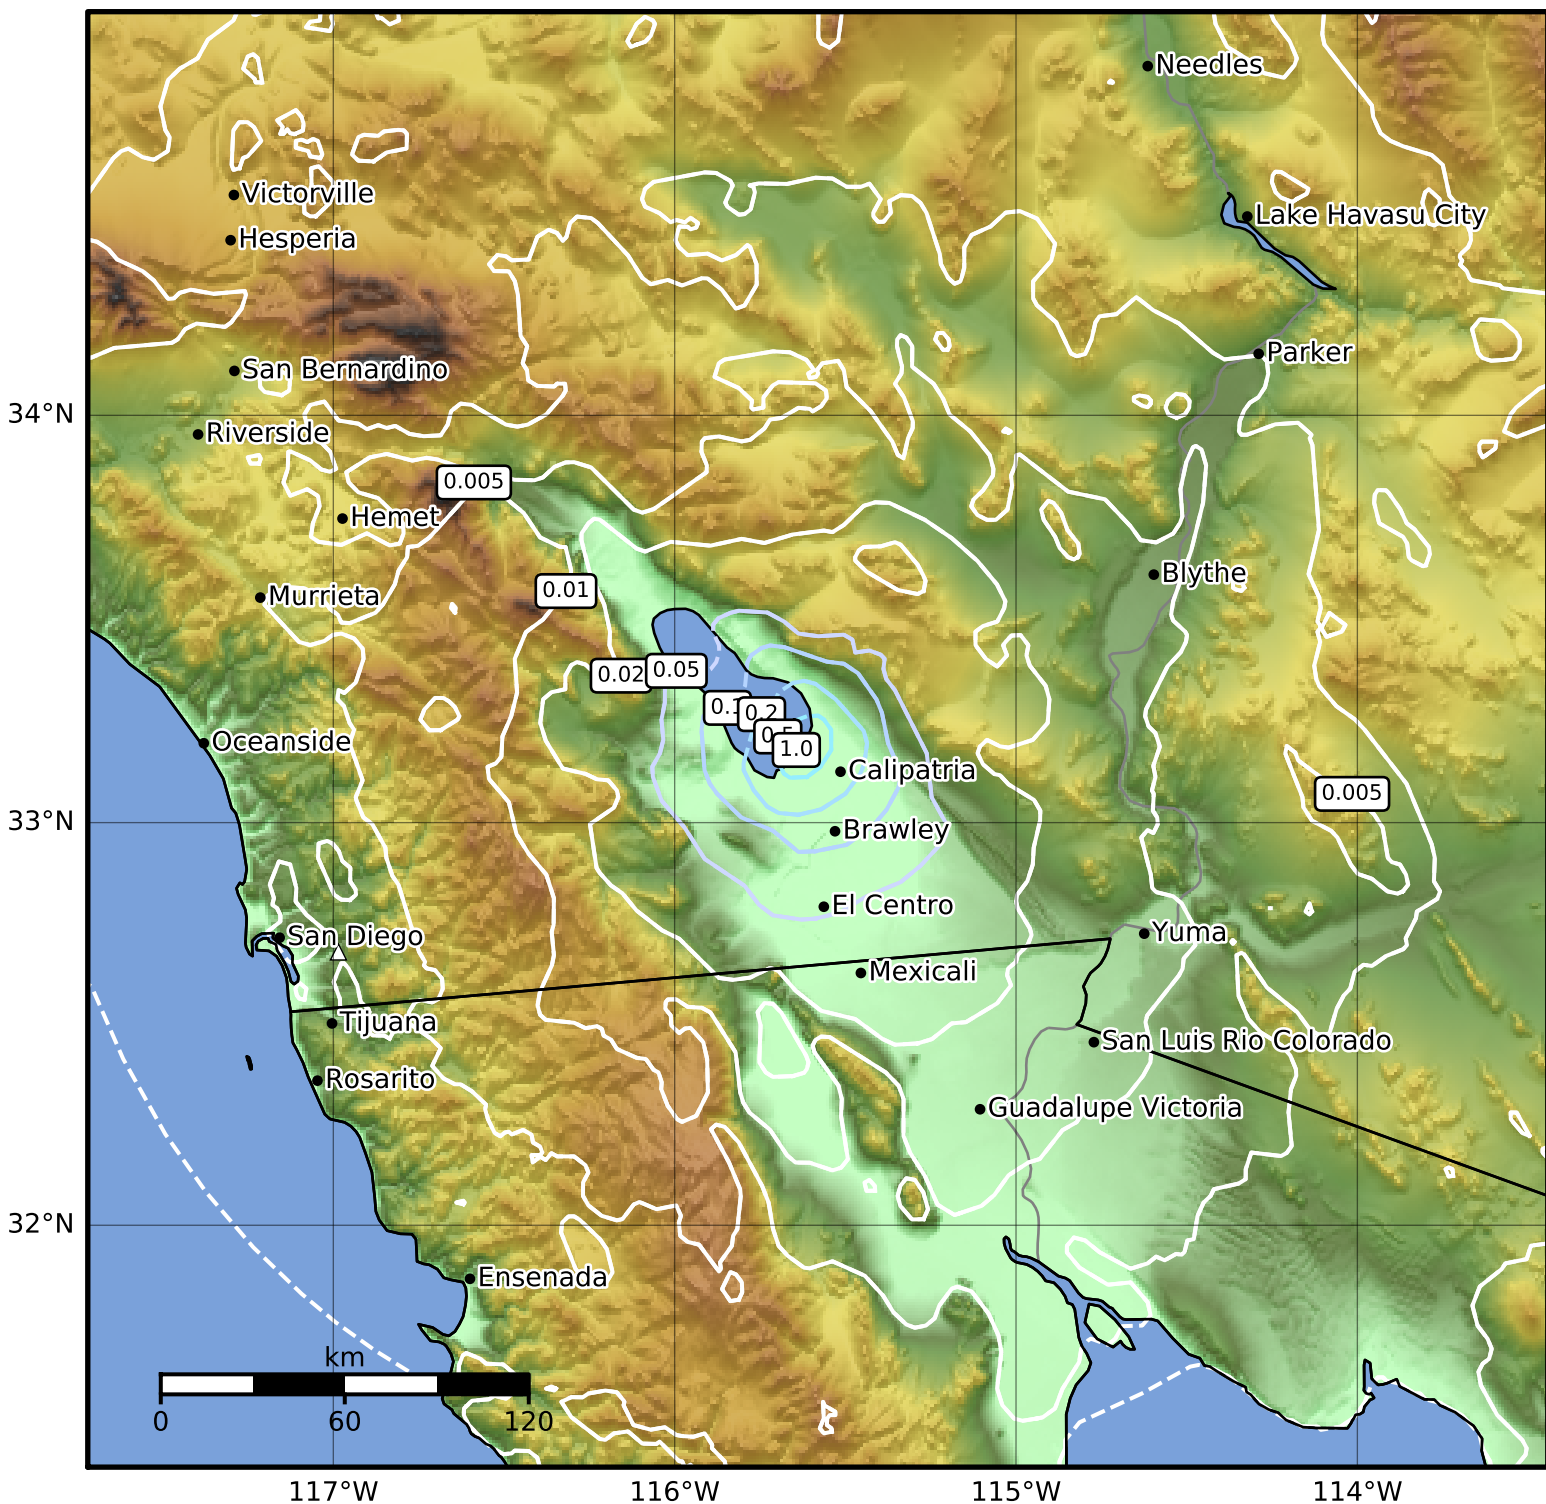 Needles
Victorville
Lake Havasu City
Hesperia
Parker
San Bernardino
34°N
Riverside
0.005
Hemet
Blythe
0.01
Murrieta
0.02
0.05
0.2
Oceanside
1.0
Calipatria
0.005
33°N
Brawley
El Centro
San Diego
Yuma
Mexicali
Tijuana
San Luis Rio Colorado
Rosarito
Guadalupe Victoria
32°N
Ensenada
km
0 60 120
117°W 116°W 115°W 114°W